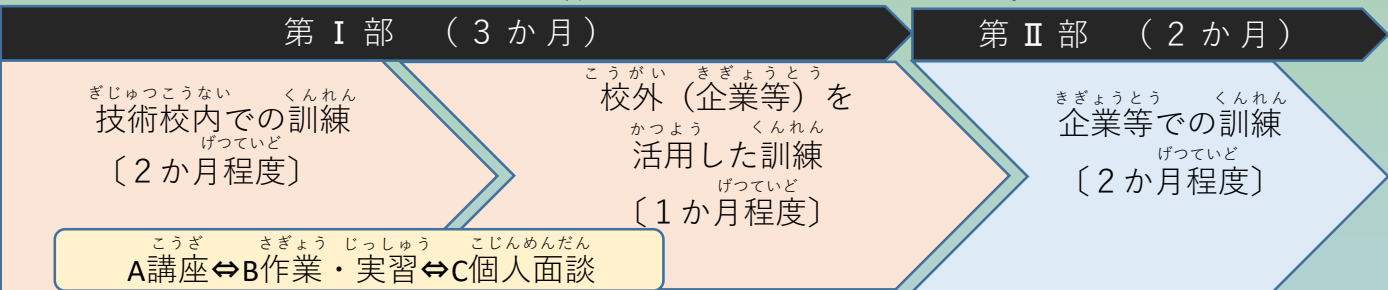 第Ⅰ部 （３か月）
第Ⅱ部 （２か月）
ぎじゅつこうない くんれん
技術校内での訓練
げつていど
〔２か月程度〕
こうがい きぎょうとう
校外（企業等）を
かつよう くんれん
活用した訓練
げつていど
〔１か月程度〕
きぎょうとう くんれん
企業等での訓練
げつていど
〔２か月程度〕
こうざ さぎょう じっしゅう こじんめんだん
A講座⇔B作業・実習⇔C個人面談